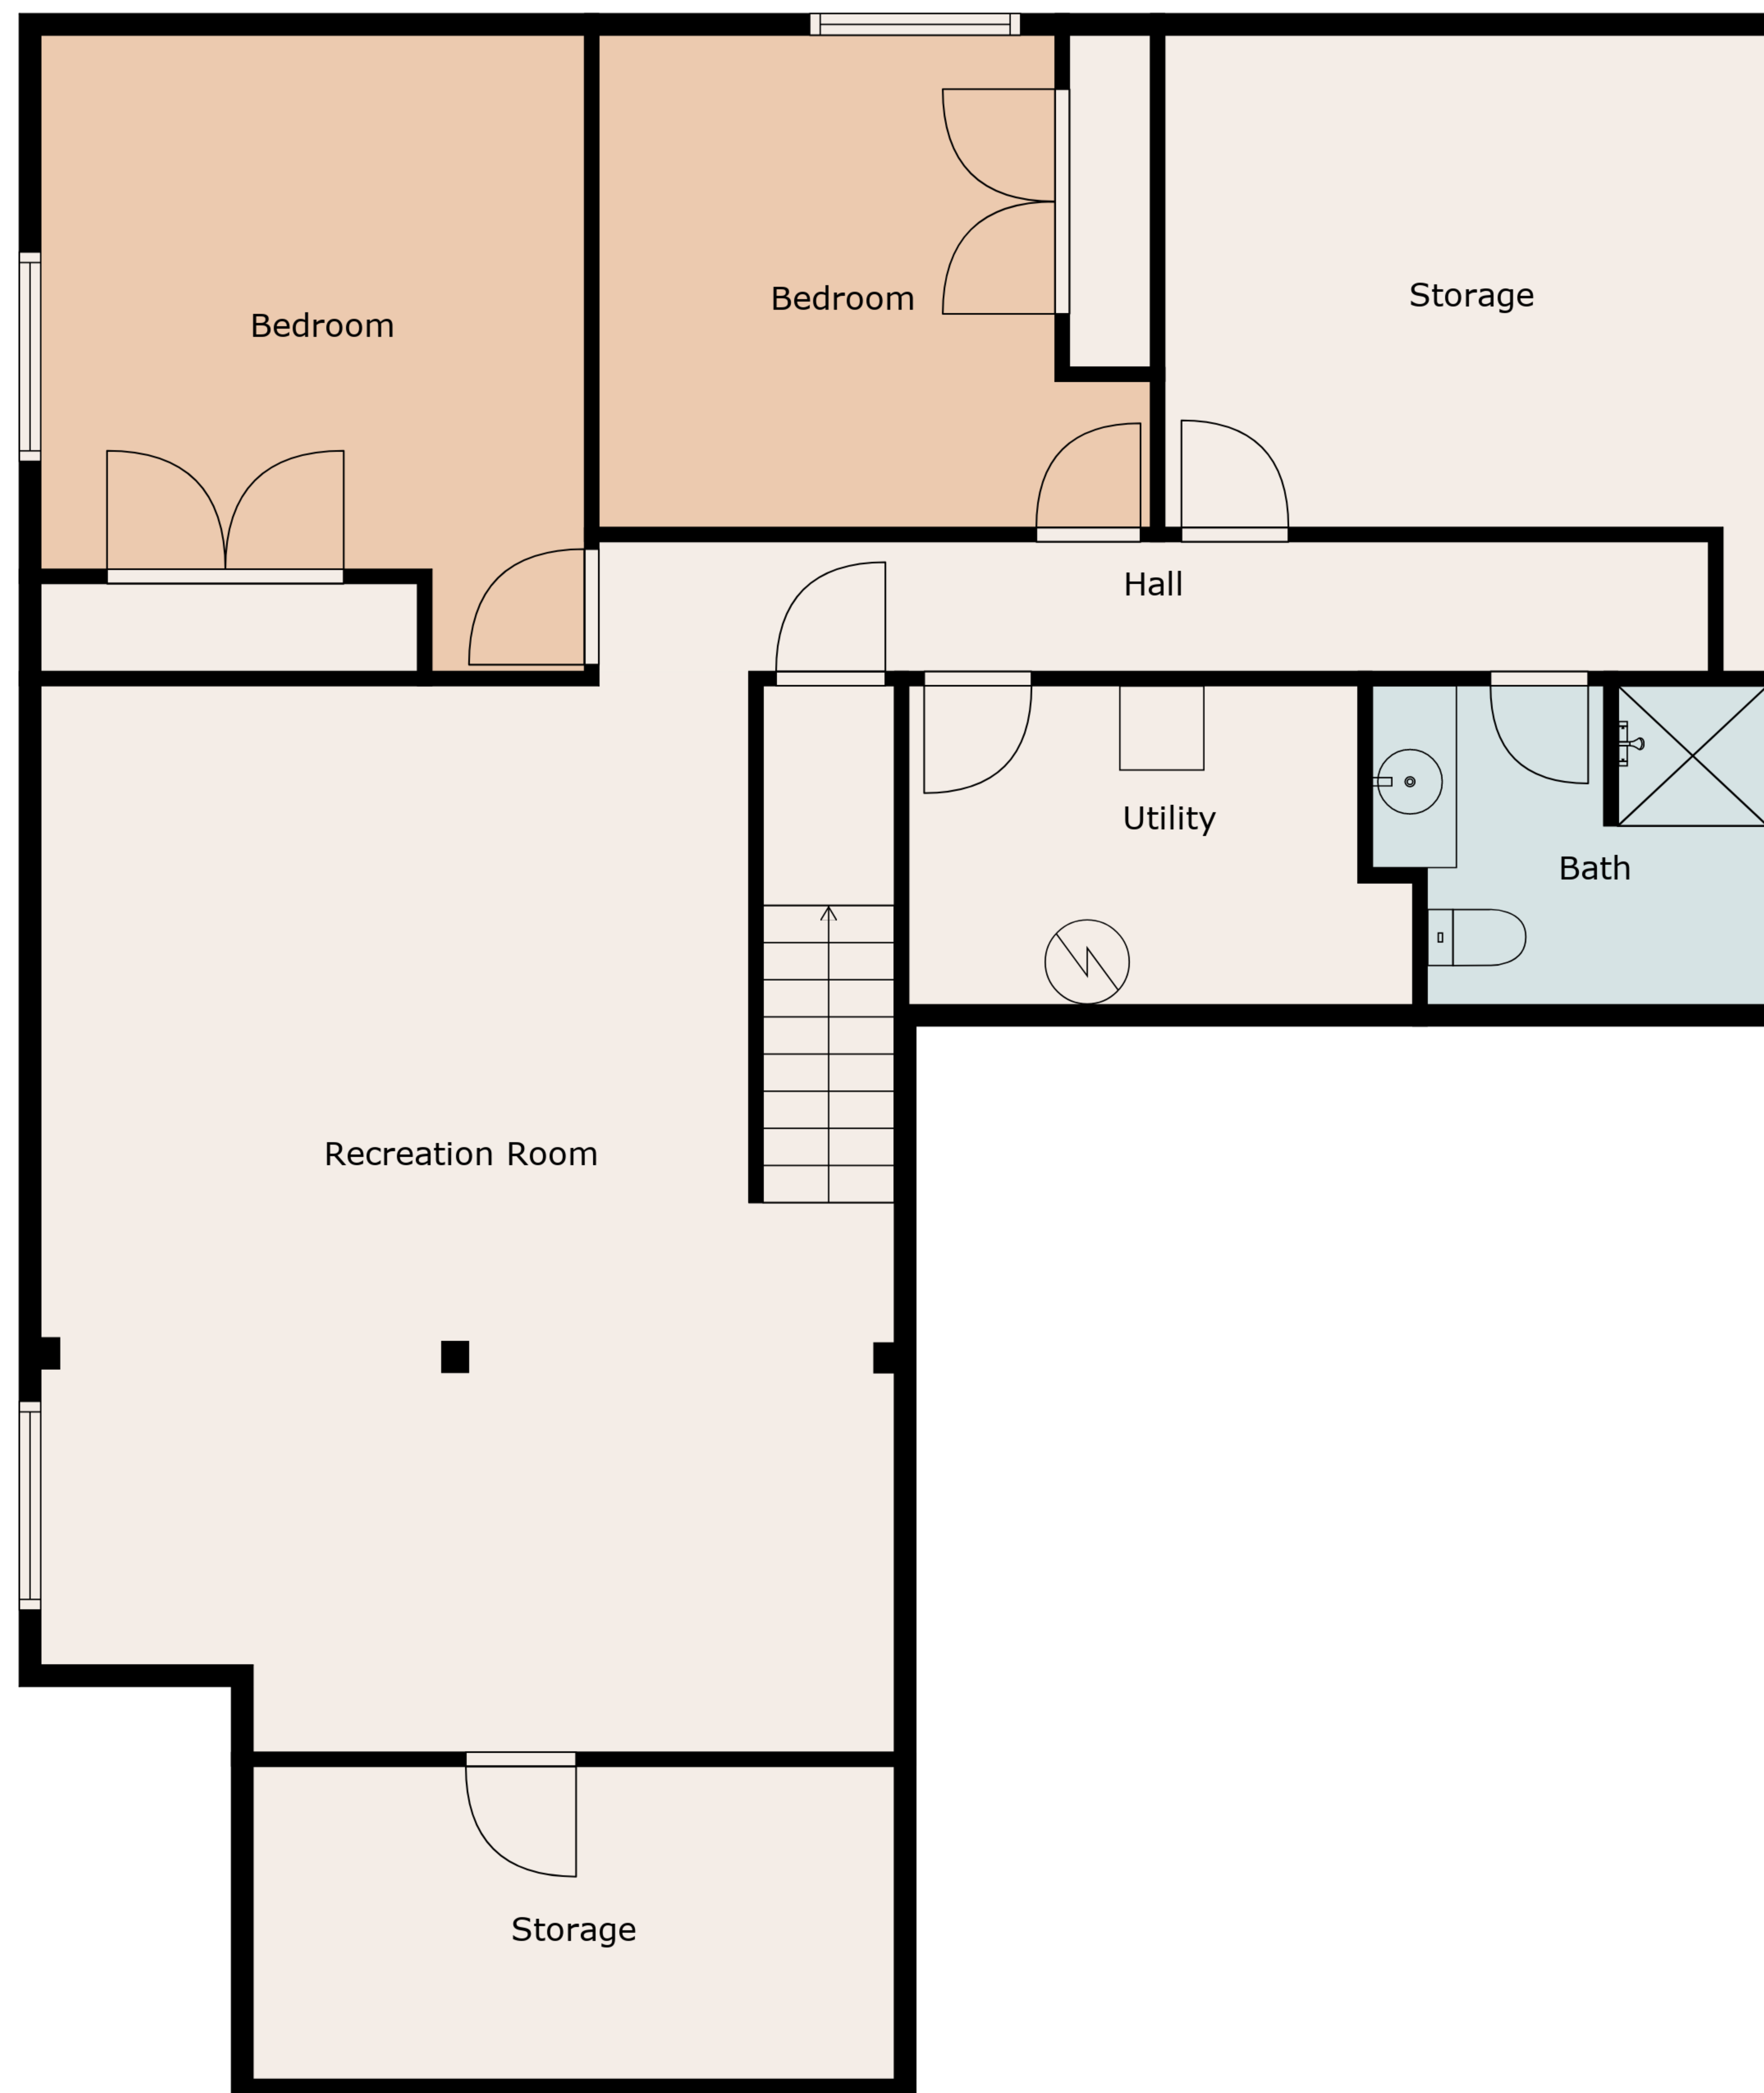 Bedroom
Bedroom
Storage
Hall
Utility
Bath
Recreation Room
Storage